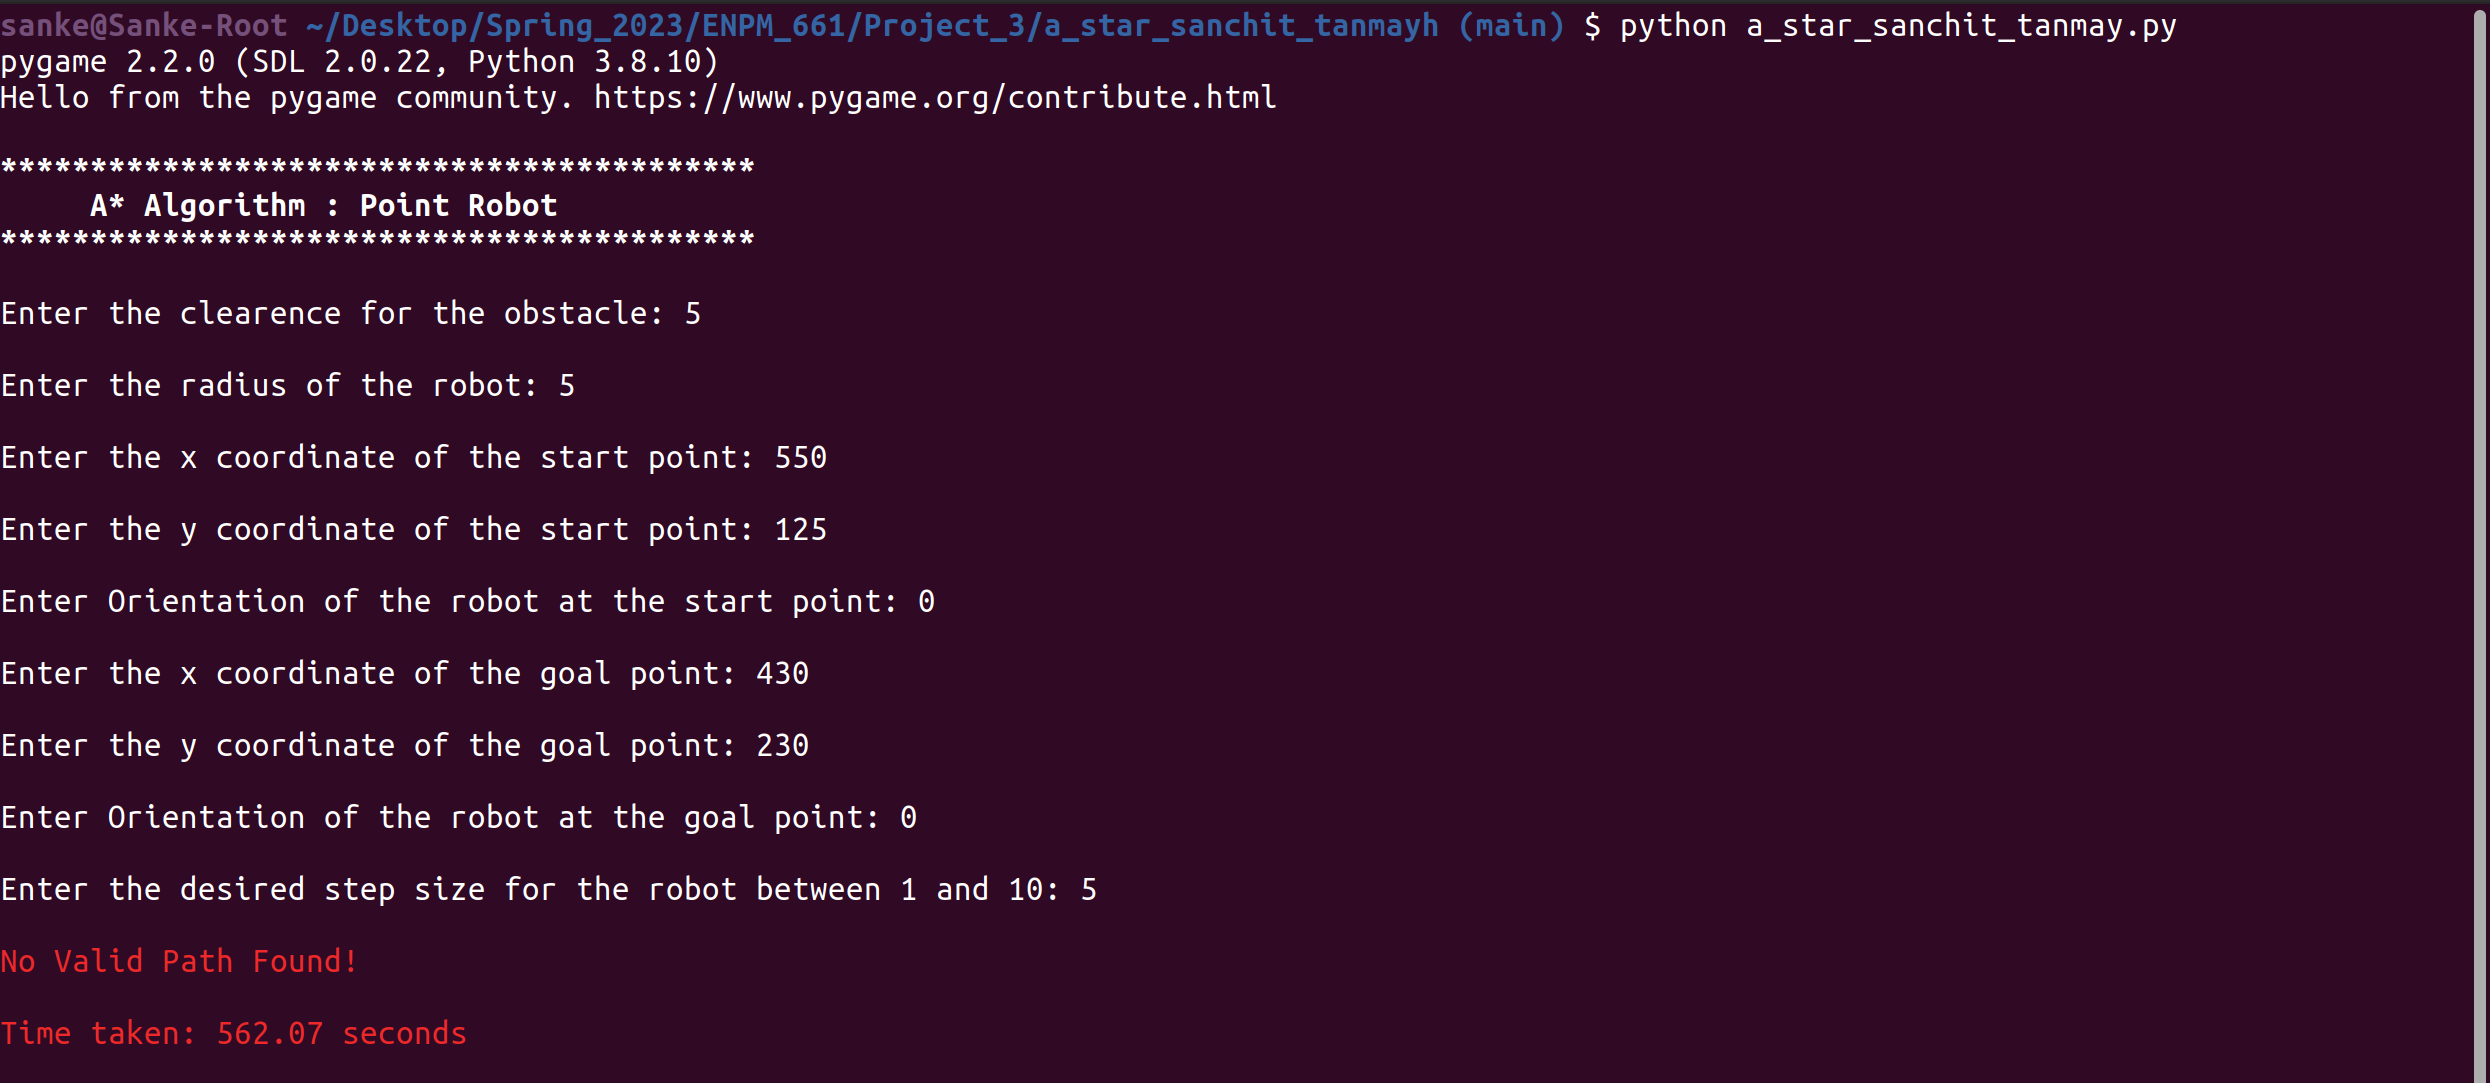 sanke@Sanke-Root ~/Desktop/Spring_2023/ENPM_661/Project_3/a_star_sanchit_tanmayh (main) $ python a_star_sanchit_tanmay.py
pygame 2.2.0 (SDL 2.0.22, Python 3.8.10)
Hello from the pygame community. https://www.pygame.org/contribute.html
******************************************
A* Algorithm : Point Robot
******************************************
Enter the clearence for the obstacle: 5
Enter the radius of the robot: 5
Enter the x coordinate of the start point: 550
Enter the y coordinate of the start point: 125
Enter Orientation of the robot at the start point: 0
Enter the x coordinate of the goal point: 430
Enter the y coordinate of the goal point: 230
Enter Orientation of the robot at the goal point: 0
Enter the desired step size for the robot between 1 and 10: 5
No Valid Path Found!
Time taken: 562.07 seconds